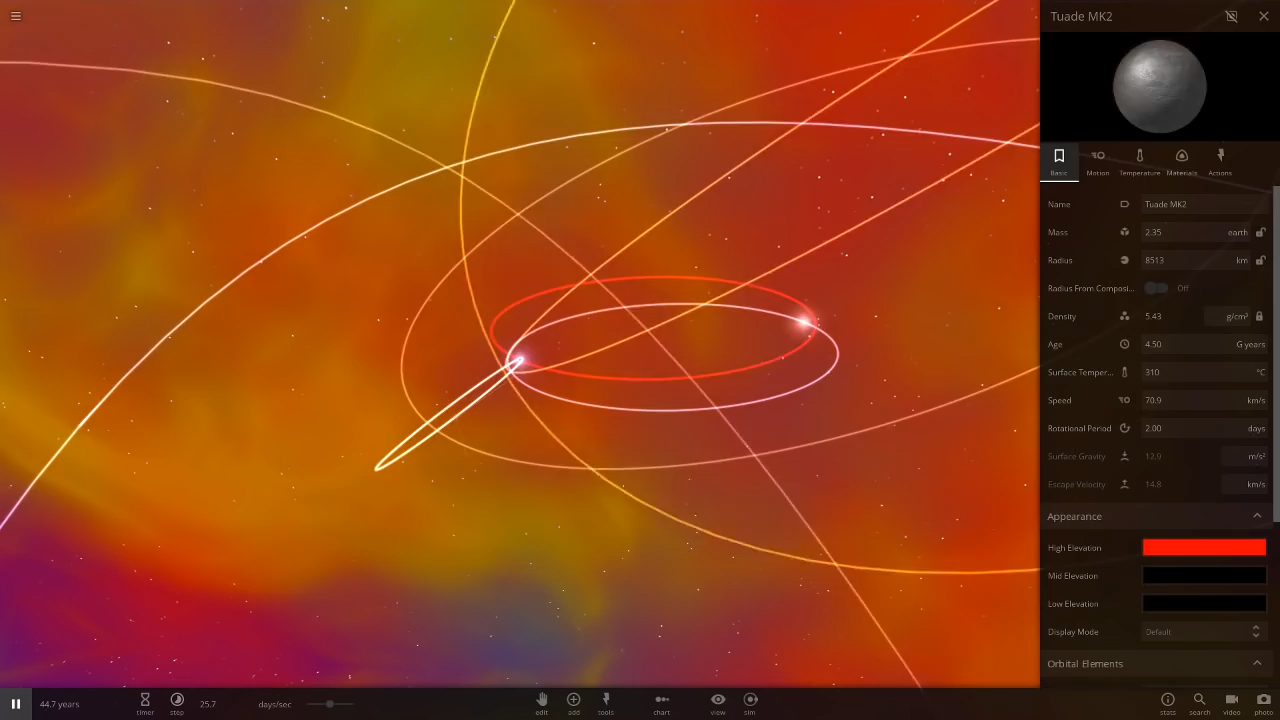 Tuade MK2
Basic
Motion
Temperature
Materials
Actions
Name Tuade MK2
Mass 2.35 earth
Radius 8513 km
Radius From Composi... Off
Density 5.43 g/cm³
Age 4.50 G years
Surface Temper... 310 °C
Speed 70.9 km/s
Rotational Period 2.00 days
Surface Gravity 12.9 m/s²
Escape Velocity 14.8 km/s
Appearance
High Elevation
Mid Elevation
Low Elevation
Display Mode Default
Orbital Elements
44.7 years
timer
step
25.7 days/sec
edit
add
tools
chart
view
sim
stats
search
video
photo